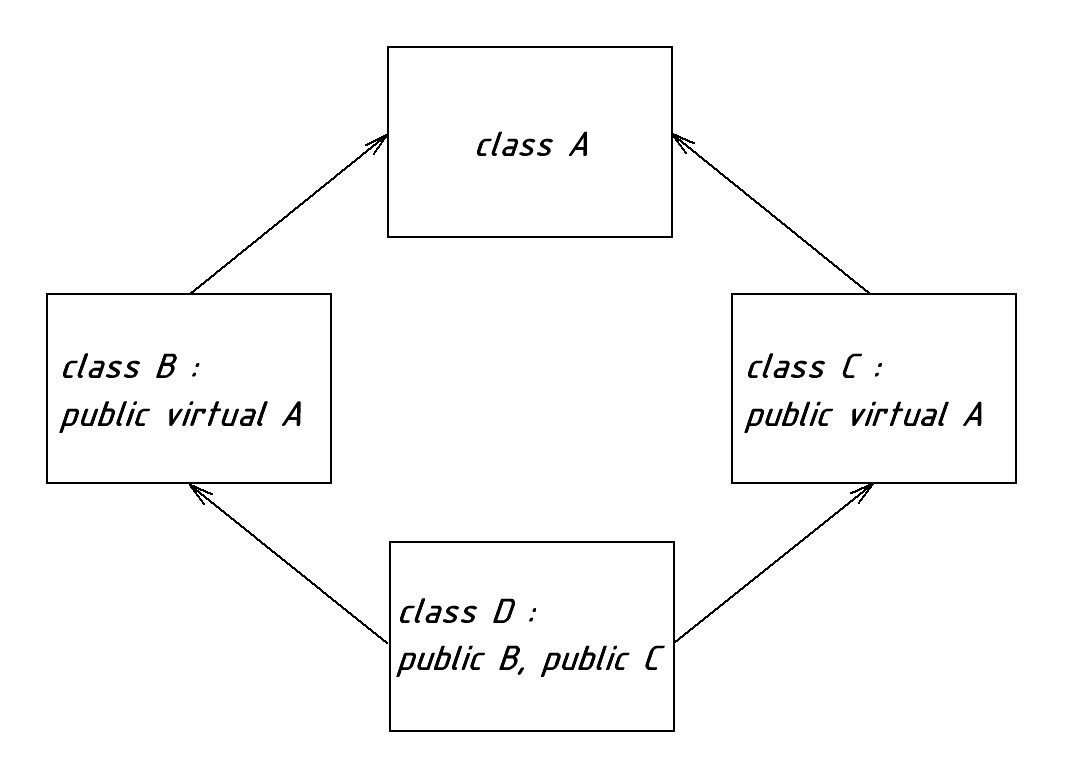 class A
class B :
public virtual A
class C :
public virtual A
class D :
public B, public C